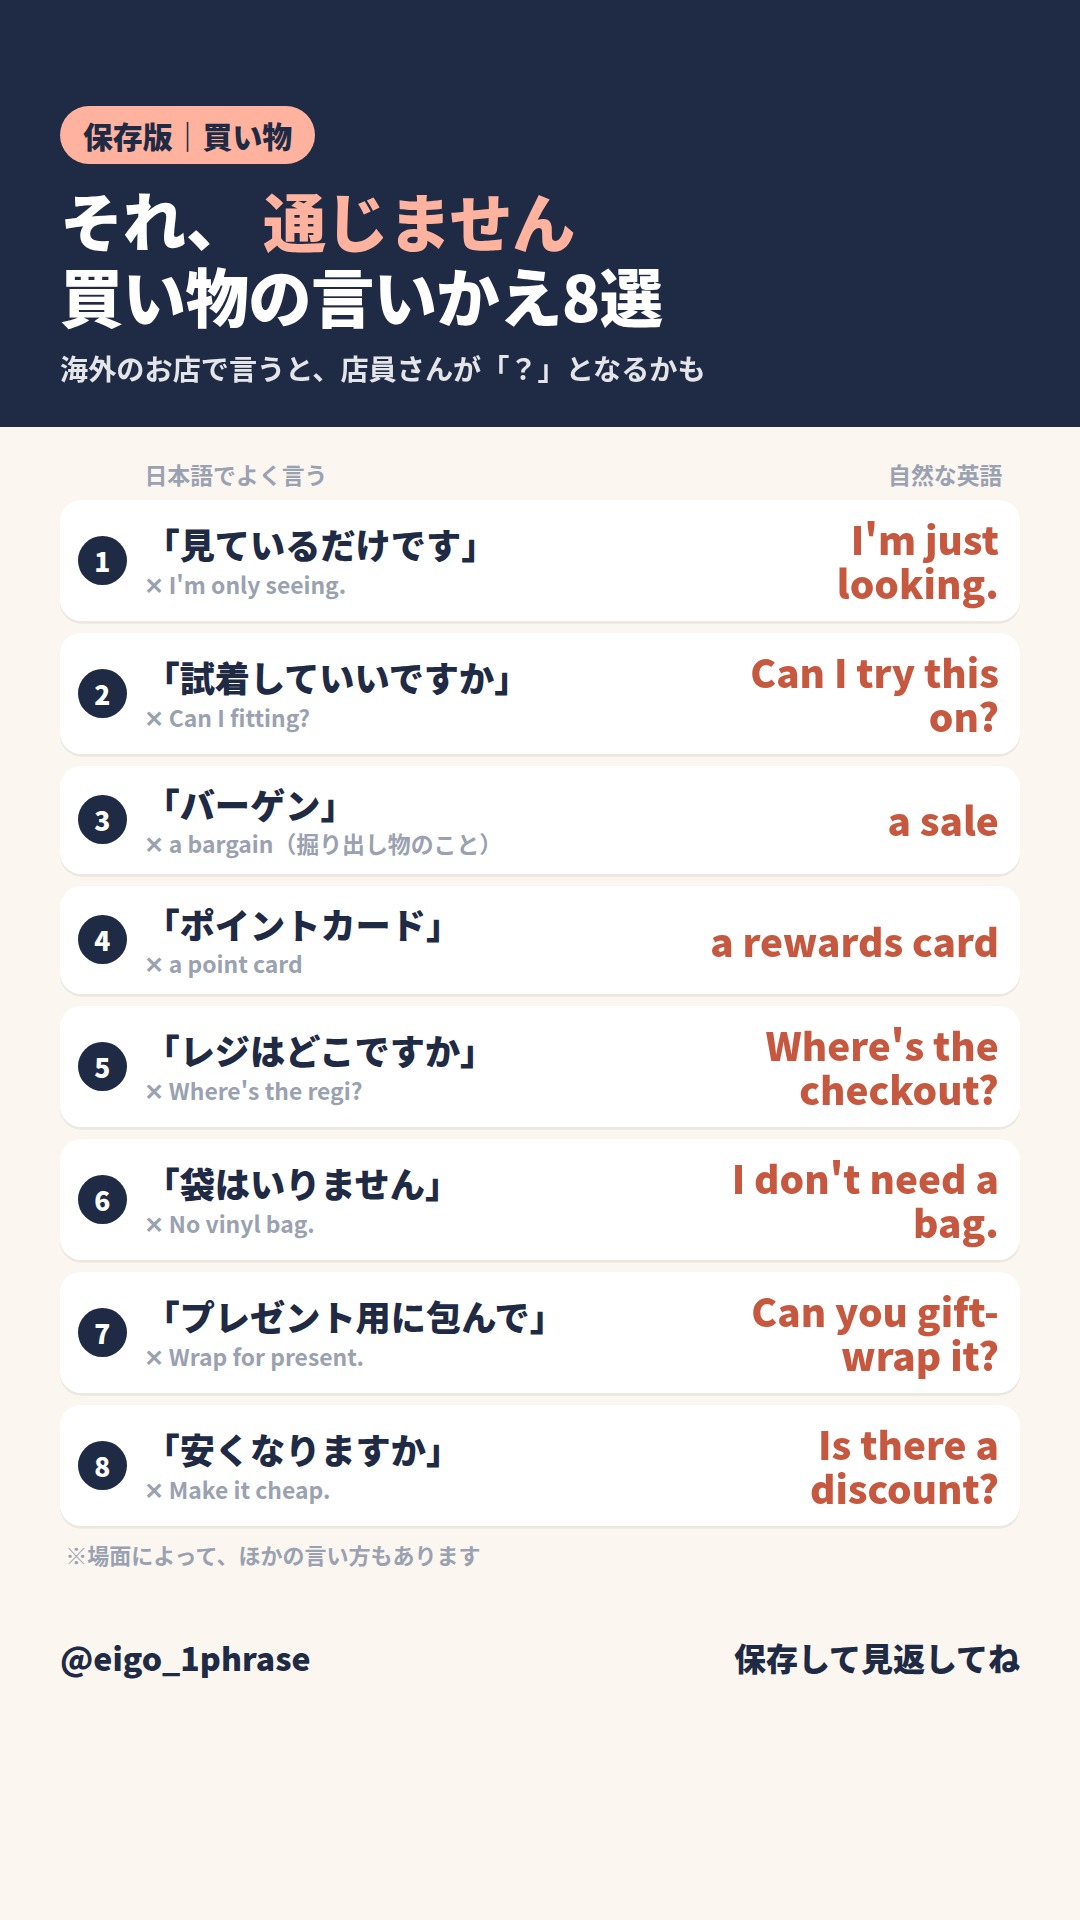 保存版｜買い物
それ、通じません
買い物の言いかえ8選
海外のお店で言うと、店員さんが「？」となるかも
日本語でよく言う
自然な英語
1
「見ているだけです」
× I'm only seeing.
I'm just
looking.
2
「試着していいですか」
× Can I fitting?
Can I try this
on?
3
「バーゲン」
× a bargain（掘り出し物のこと）
a sale
4
「ポイントカード」
× a point card
a rewards card
5
「レジはどこですか」
× Where's the regi?
Where's the
checkout?
6
「袋はいりません」
× No vinyl bag.
I don't need a
bag.
7
「プレゼント用に包んで」
× Wrap for present.
Can you gift-
wrap it?
8
「安くなりますか」
× Make it cheap.
Is there a
discount?
※場面によって、ほかの言い方もあります
@eigo_1phrase
保存して見返してね